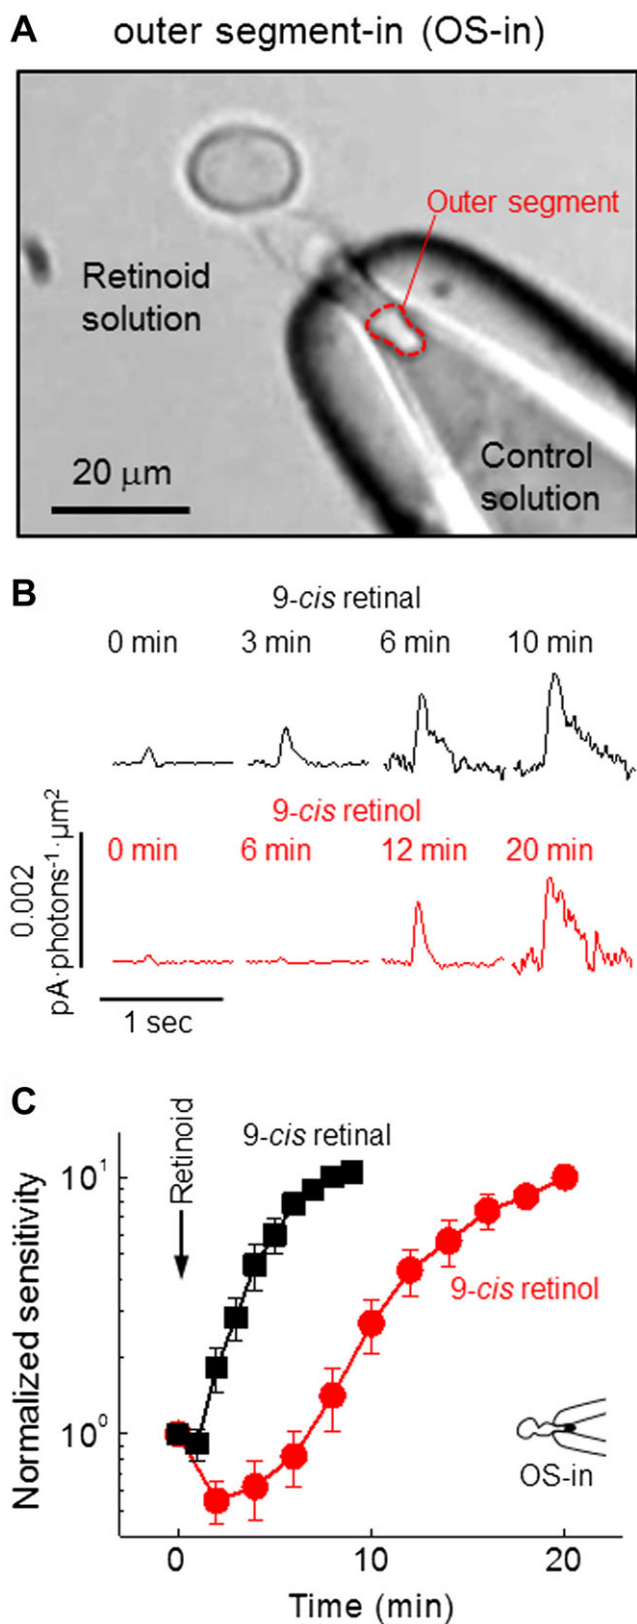 A outer segment-in (OS-in)
Outer segment
Retinoid
solution
Control
solution
20 μm
B
9-cis retinal
0 min 3 min 6 min 10 min
9-cis retinol
0 min 6 min 12 min 20 min
0.002
pA·photons⁻¹·μm²
1 sec
C
Retinoid
9-cis retinal
10¹
9-cis retinol
10⁰
Normalized sensitivity
OS-in
0 10 20
Time (min)